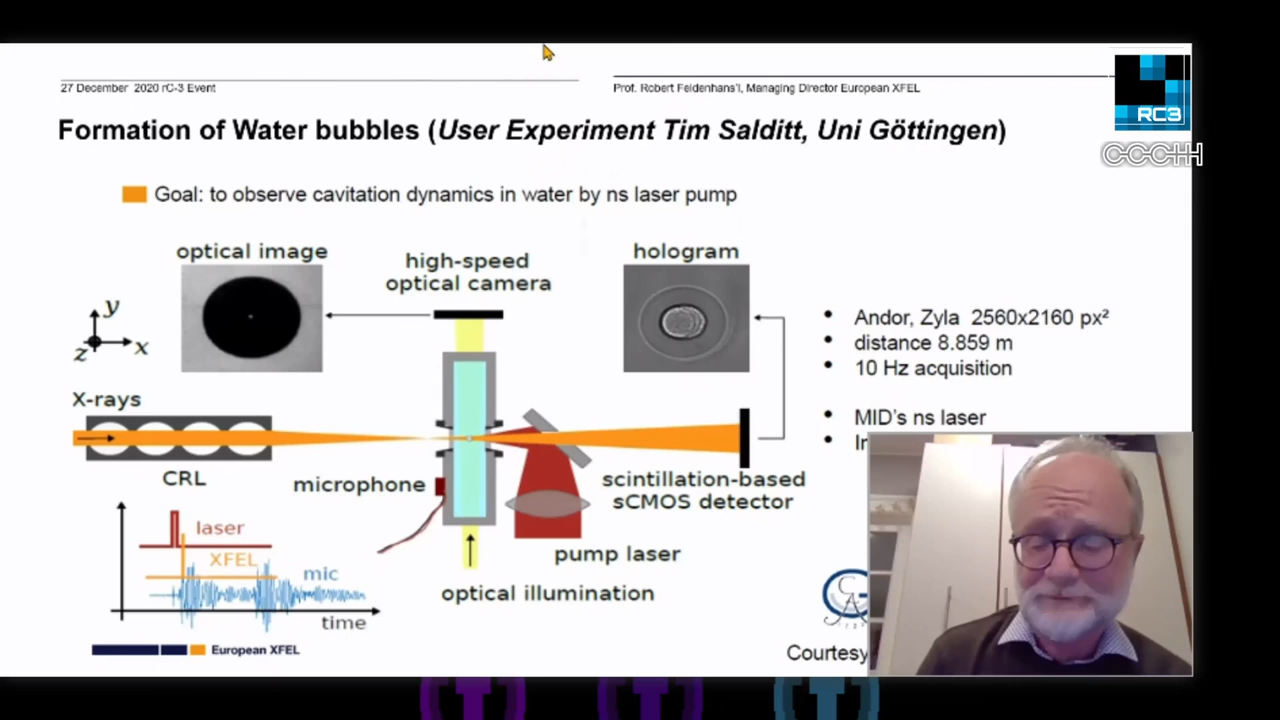 27 December 2020 rC-3 Event
Prof. Robert Feidenhans'l, Managing Director European XFEL
RC3
CCCHH
Formation of Water bubbles (User Experiment Tim Salditt, Uni Göttingen)
Goal: to observe cavitation dynamics in water by ns laser pump
optical image
high-speed
optical camera
hologram
y
x
z
X-rays
CRL
microphone
scintillation-based
sCMOS detector
pump laser
optical illumination
laser
XFEL
mic
time
European XFEL
• Andor, Zyla 2560x2160 px²
• distance 8.859 m
• 10 Hz acquisition
• MID's ns laser
Courtesy